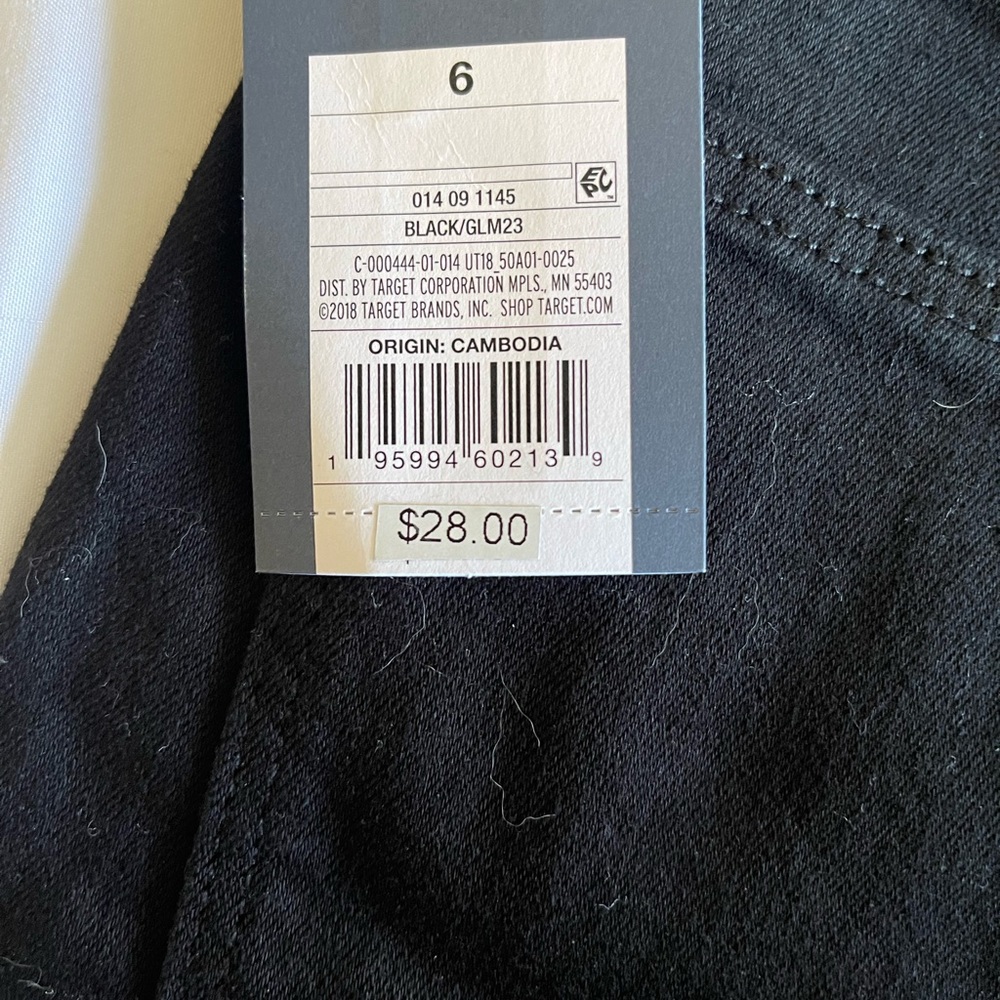 6
EPC
014 09 1145
BLACK/GLM23
C-000444-01-014 UT18_50A01-0025
DIST. BY TARGET CORPORATION MPLS., MN 55403
©2018 TARGET BRANDS, INC. SHOP TARGET.COM
ORIGIN: CAMBODIA
1 95994 60213 9
$28.00